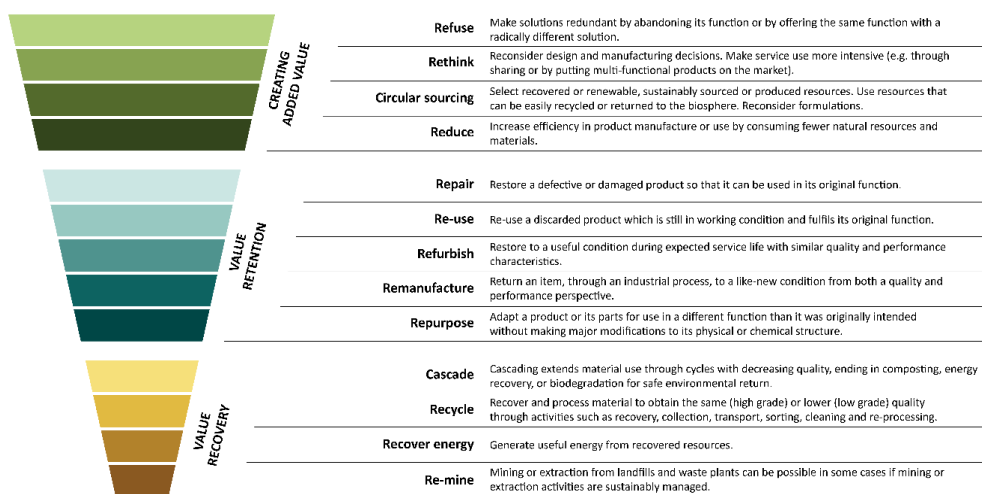 CREATING
ADDED VALUE
Refuse
Make solutions redundant by abandoning its function or by offering the same function with a
radically different solution.
Rethink
Reconsider design and manufacturing decisions. Make service use more intensive (e.g. through
sharing or by putting multi-functional products on the market).
Circular sourcing
Select recovered or renewable, sustainably sourced or produced resources. Use resources that
can be easily recycled or returned to the biosphere. Reconsider formulations.
Reduce
Increase efficiency in product manufacture or use by consuming fewer natural resources and
materials.
VALUE
RETENTION
Repair
Restore a defective or damaged product so that it can be used in its original function.
Re-use
Re-use a discarded product which is still in working condition and fulfils its original function.
Refurbish
Restore to a useful condition during expected service life with similar quality and performance
characteristics.
Remanufacture
Return an item, through an industrial process, to a like-new condition from both a quality and
performance perspective.
Repurpose
Adapt a product or its parts for use in a different function than it was originally intended
without making major modifications to its physical or chemical structure.
VALUE
RECOVERY
Cascade
Cascading extends material use through cycles with decreasing quality, ending in composting, energy
recovery, or biodegradation for safe environmental return.
Recycle
Recover and process material to obtain the same (high grade) or lower (low grade) quality
through activities such as recovery, collection, transport, sorting, cleaning and re-processing.
Recover energy
Generate useful energy from recovered resources.
Re-mine
Mining or extraction from landfills and waste plants can be possible in some cases if mining or
extraction activities are sustainably managed.